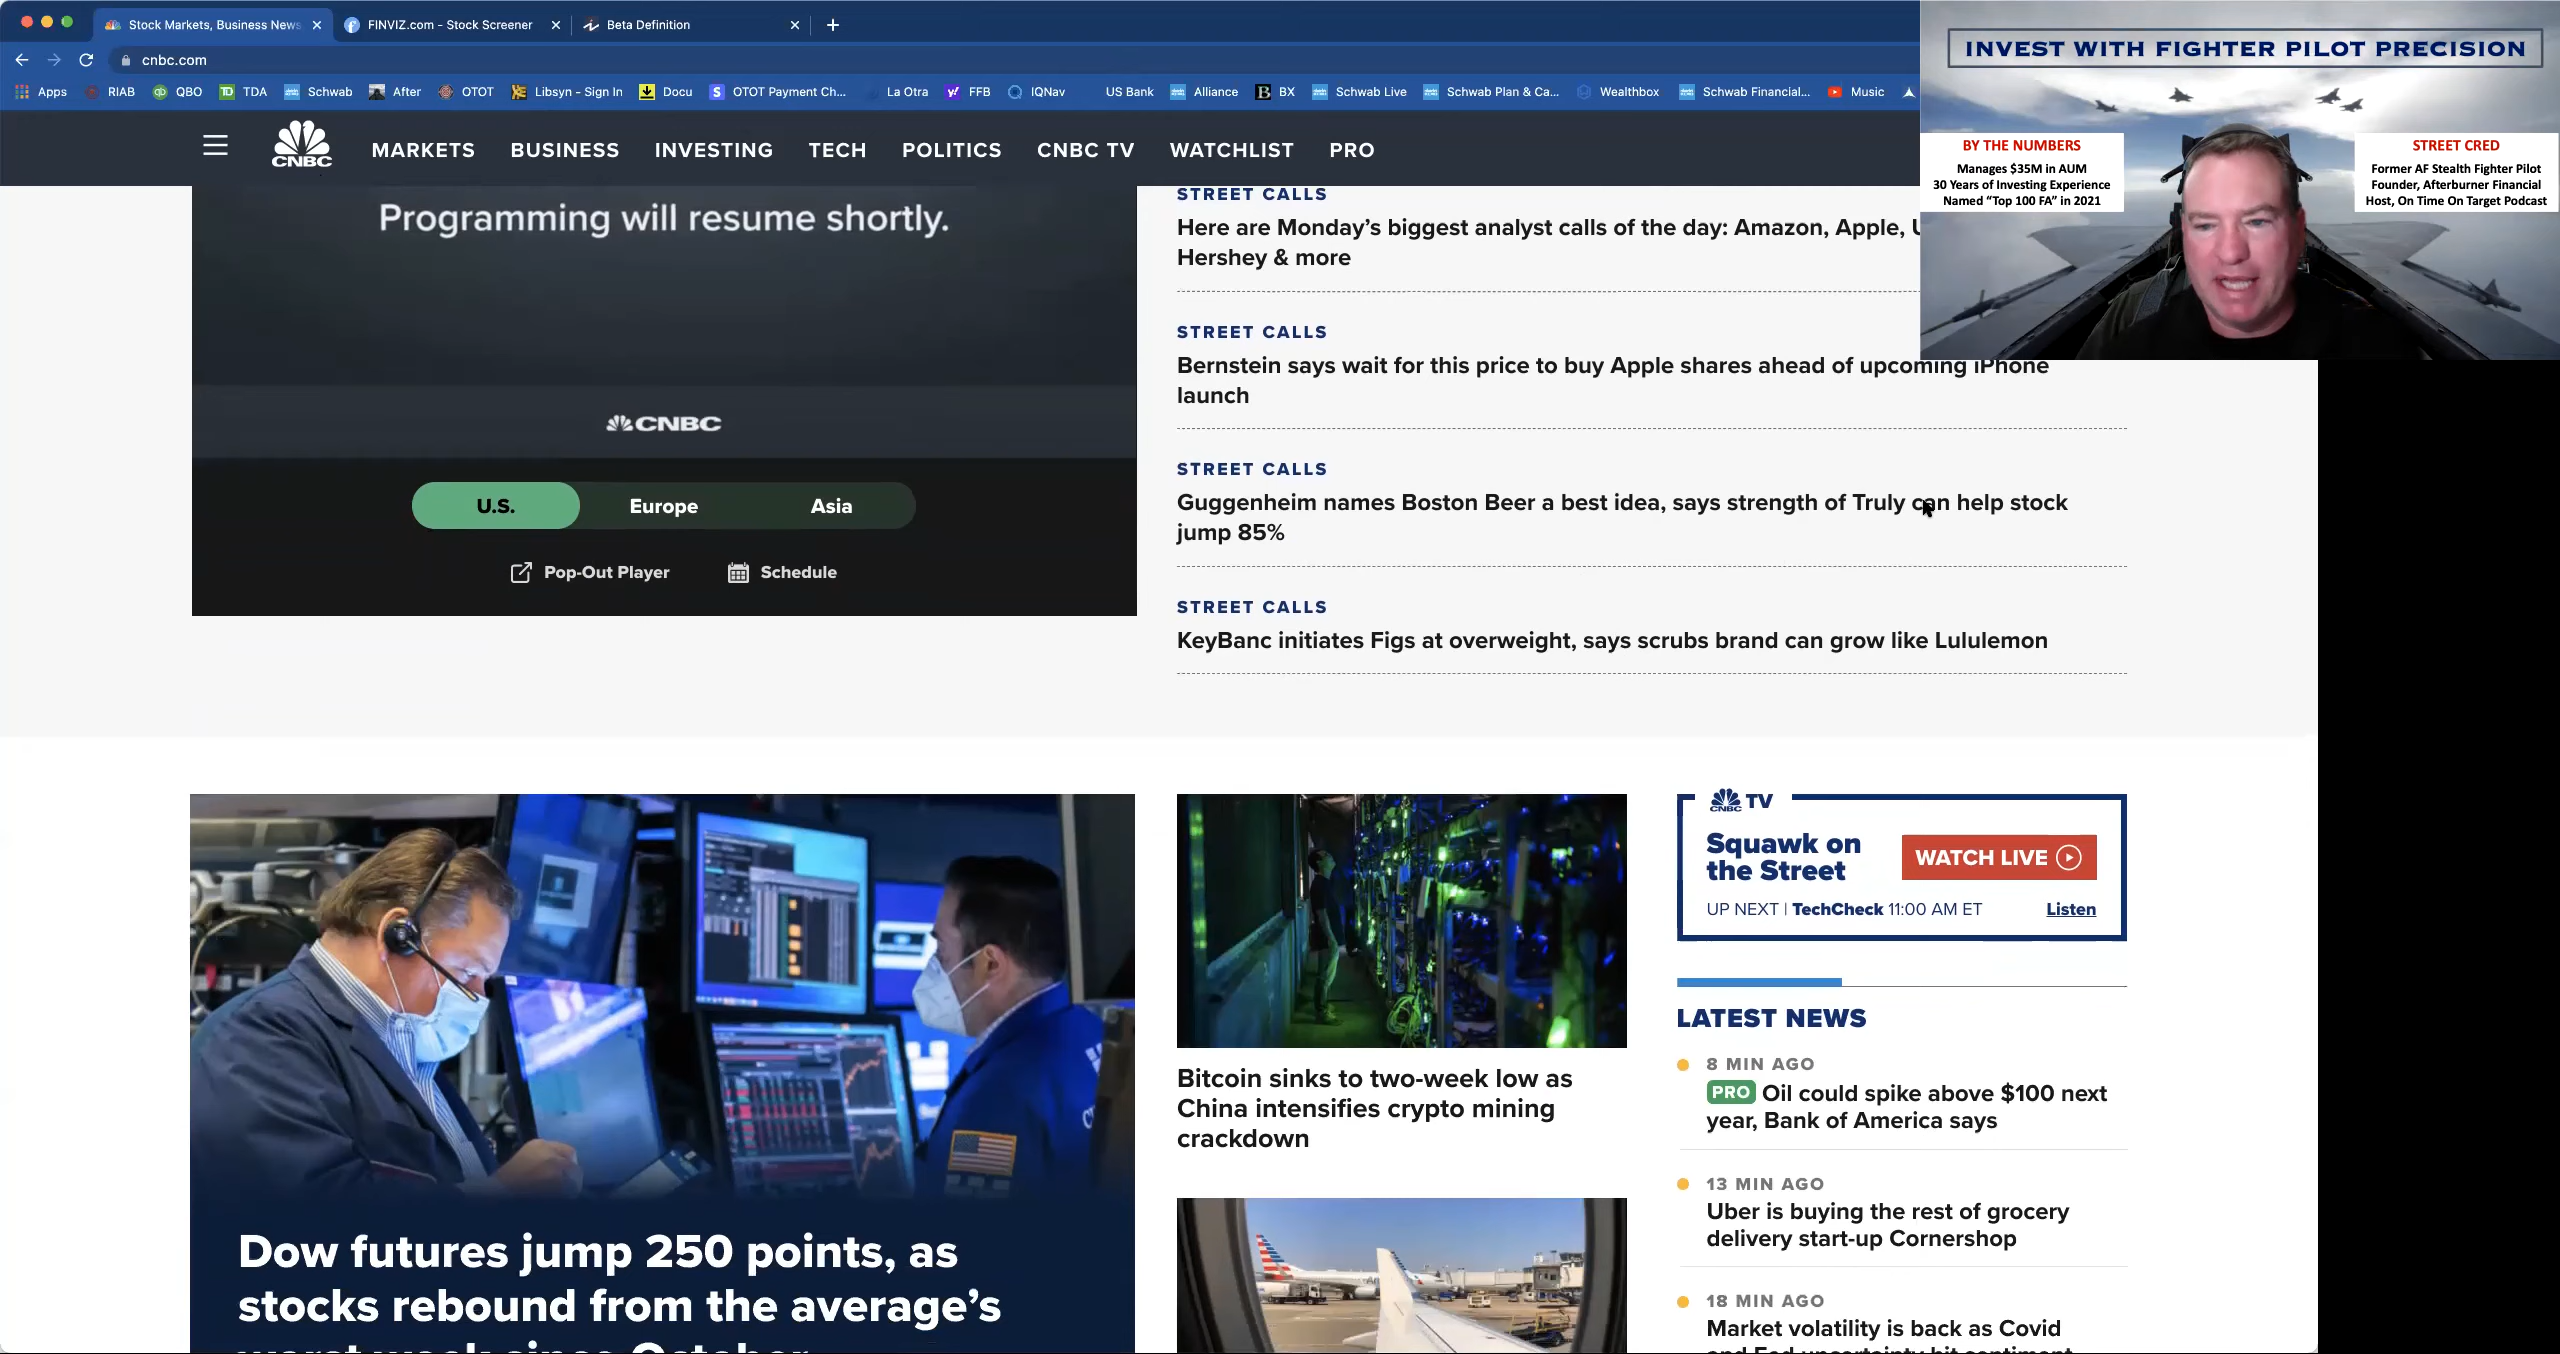 Stock Markets, Business News
FINVIZ.com - Stock Screener
Beta Definition
cnbc.com
Apps
RIAB
QBO
TDA
Schwab
After
OTOT
Libsyn - Sign In
Docu
OTOT Payment Ch...
La Otra
FFB
IQNav
US Bank
Alliance
BX
Schwab Live
Schwab Plan & Ca...
Wealthbox
Schwab Financial...
Music
INVEST WITH FIGHTER PILOT PRECISION
BY THE NUMBERS
Manages $35M in AUM
30 Years of Investing Experience
Named “Top 100 FA” in 2021
STREET CRED
Former AF Stealth Fighter Pilot
Founder, Afterburner Financial
Host, On Time On Target Podcast
CNBC
MARKETS
BUSINESS
INVESTING
TECH
POLITICS
CNBC TV
WATCHLIST
PRO
Programming will resume shortly.
CNBC
U.S.
Europe
Asia
Pop-Out Player
Schedule
STREET CALLS
Here are Monday’s biggest analyst calls of the day: Amazon, Apple,
Hershey & more
STREET CALLS
Bernstein says wait for this price to buy Apple shares ahead of upcoming iPhone
launch
STREET CALLS
Guggenheim names Boston Beer a best idea, says strength of Truly can help stock
jump 85%
STREET CALLS
KeyBanc initiates Figs at overweight, says scrubs brand can grow like Lululemon
Dow futures jump 250 points, as
stocks rebound from the average’s
worst week since October
Bitcoin sinks to two-week low as
China intensifies crypto mining
crackdown
CNBC TV
Squawk on
the Street
WATCH LIVE
UP NEXT | TechCheck 11:00 AM ET
Listen
LATEST NEWS
8 MIN AGO
PRO Oil could spike above $100 next
year, Bank of America says
13 MIN AGO
Uber is buying the rest of grocery
delivery start-up Cornershop
18 MIN AGO
Market volatility is back as Covid
and Fed uncertainty hit sentiment